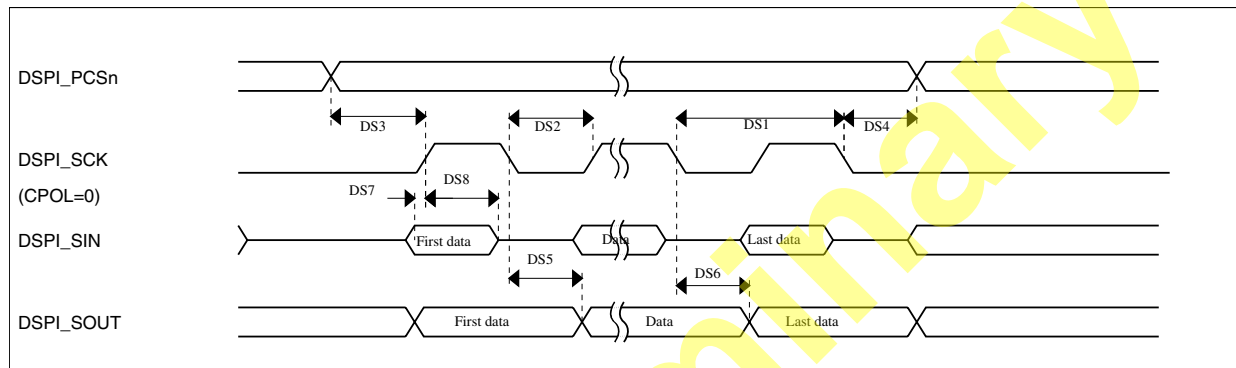 DSPI_PCSn
DS3
DS2
DS1
DS4
DSPI_SCK
(CPOL=0)
DS7
DS8
DSPI_SIN
First data
Data
Last data
DS5
DS6
DSPI_SOUT
First data
Data
Last data
minary